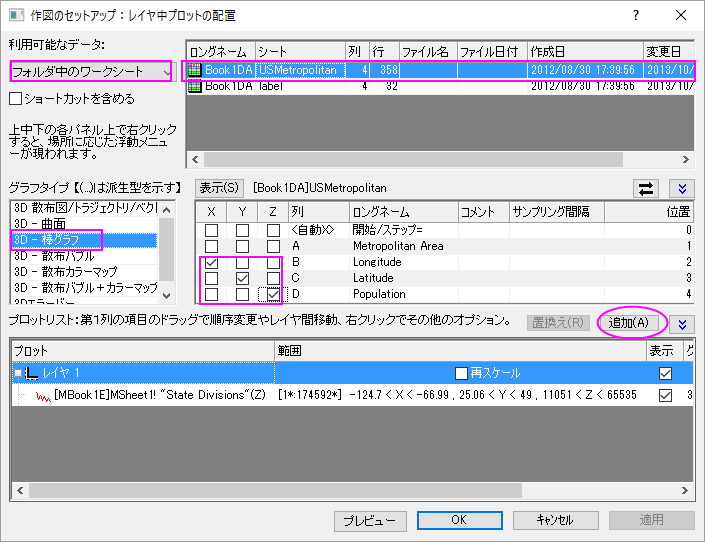 作図のセットアップ：レイヤ中プロットの配置
利用可能なデータ:
フォルダ中のワークシート
ショートカットを含める
上中下の各パネル上で右クリック
すると、場所に応じた浮動メニュ
ーが現われます。
ロングネーム シート 列 行 ファイル名 ファイル日付 作成日 変更日
Book1DA USMetropolitan 4 358 2012/08/30 17:39:56 2013/10/
Book1DA label 4 32 2012/08/30 17:39:56 2013/10/
グラフタイプ【(...)は派生型を示す】
3D 散布図/トラジェクトリ/ベクト
3D - 曲面
3D - 棒グラフ
3D - 散布バブル
3D - 散布カラーマップ
3D - 散布バブル＋カラーマップ
3Dエラーバー
表示(S) [Book1DA]USMetropolitan
X Y Z 列 ロングネーム コメント サンプリング間隔 位置
<自動X> 開始/ステップ= 0
A Metropolitan Area 1
B Longitude 2
C Latitude 3
D Population 4
プロットリスト：第1列の項目のドラッグで順序変更やレイヤ間移動、右クリックでその他のオプション。
置換え(R) 追加(A)
プロット 範囲 表示 グ
レイヤ 1 再スケール
[MBook1E]MSheet1! "State Divisions"(Z) [1*:174592*] -124.7 < X < -66.99 , 25.06 < Y < 49 , 11051 < Z < 65535 3
プレビュー OK キャンセル 適用